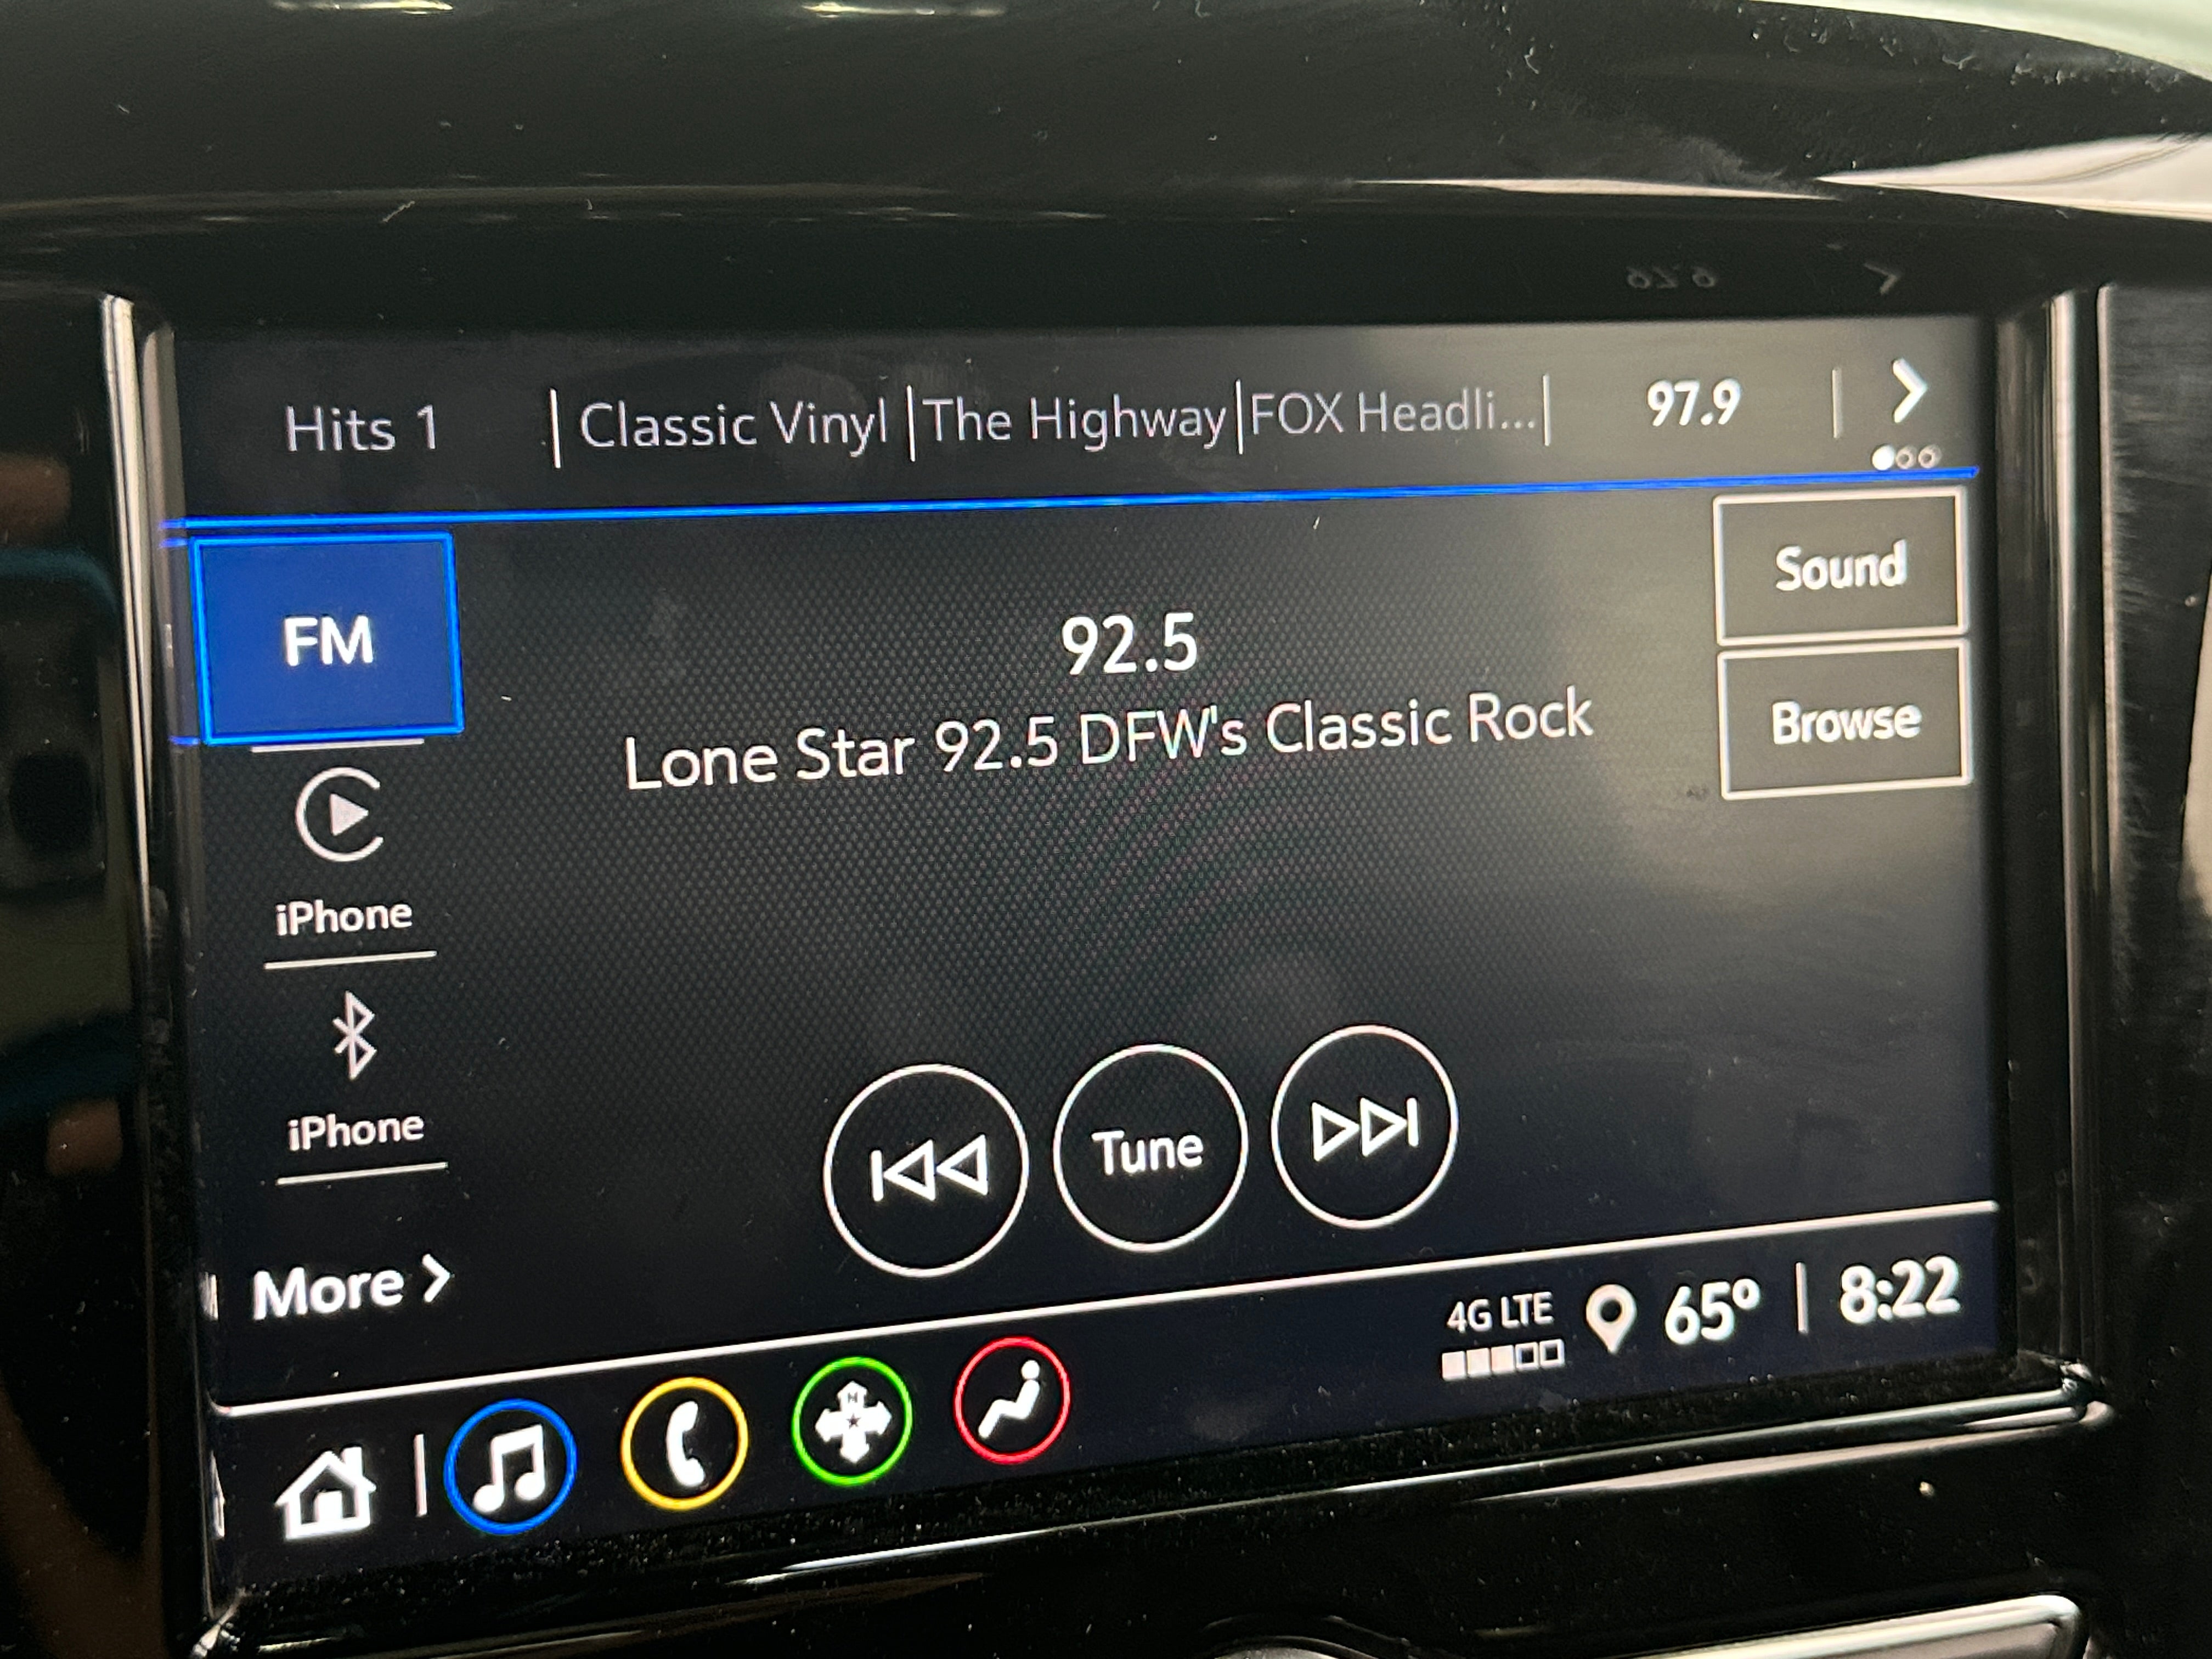 Hits 1 | Classic Vinyl | The Highway | FOX Headli... | 97.9 | >
FM
Sound
92.5
Lone Star 92.5 DFW's Classic Rock
Browse
iPhone
iPhone
Tune
More >
4G LTE
65° | 8:22
N